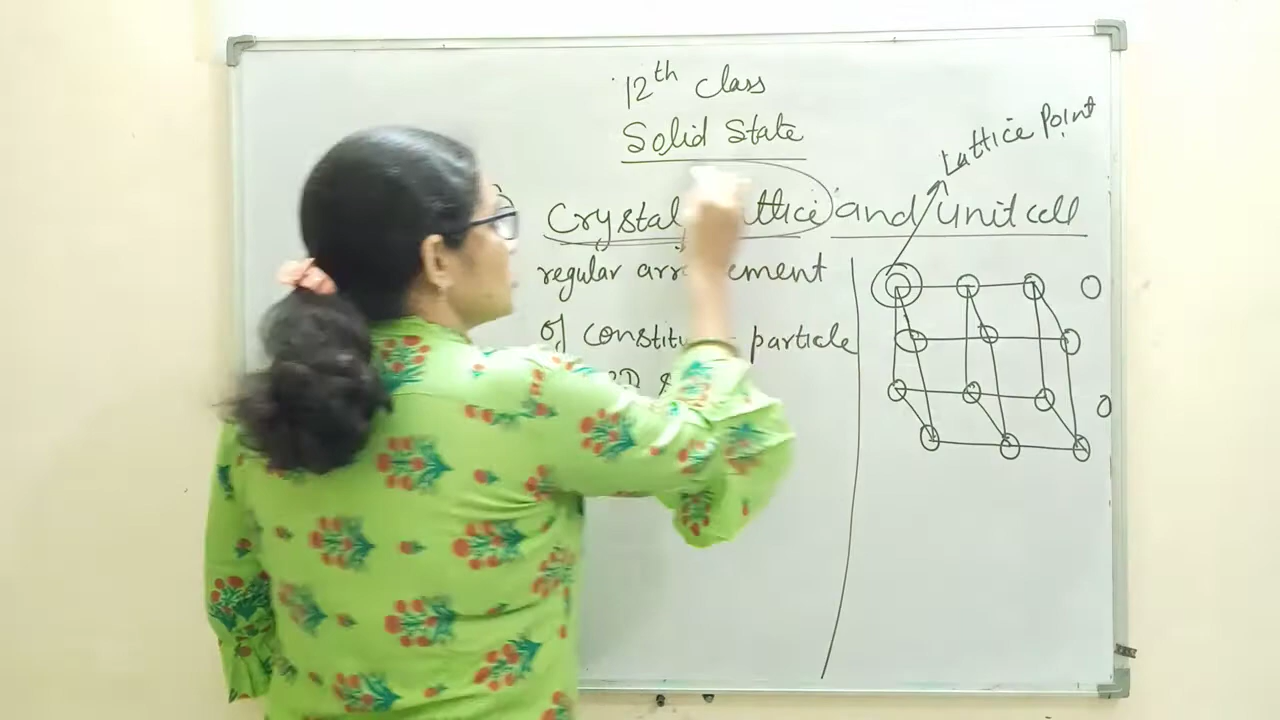 12th class
Solid State
Lattice Point
Crystal and unit cell
regular
of particle